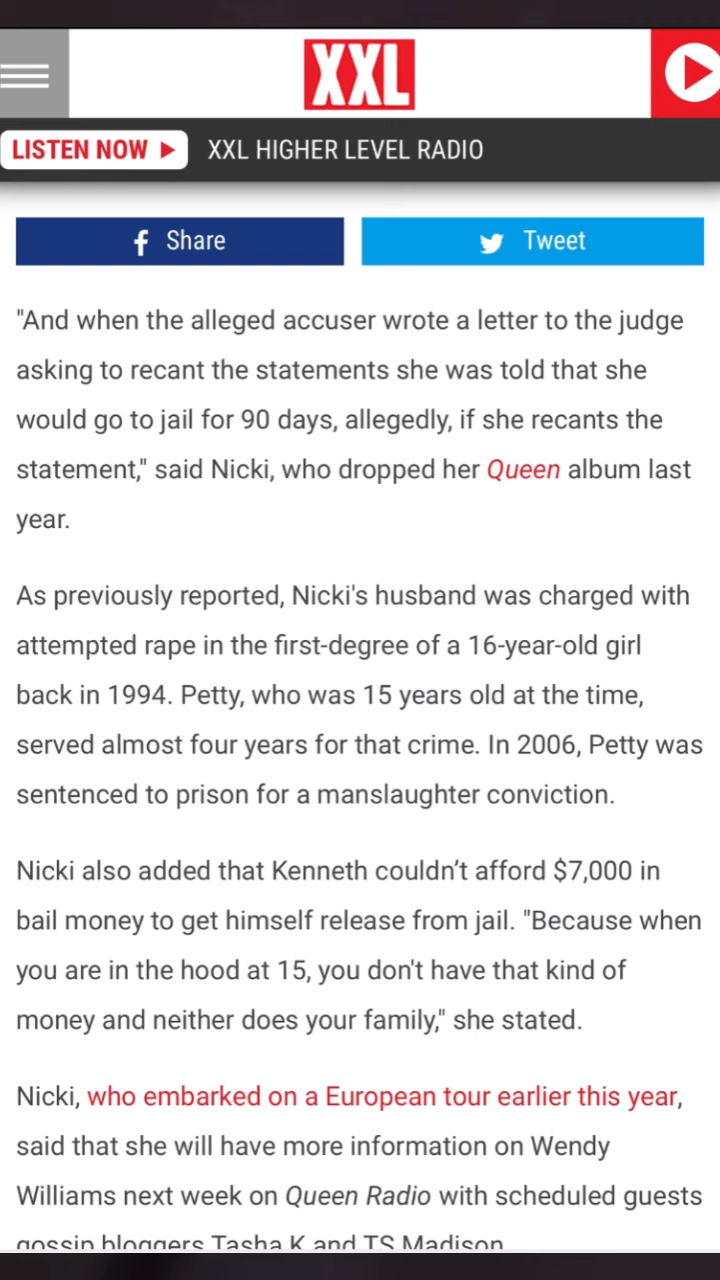 XXL
LISTEN NOW
XXL HIGHER LEVEL RADIO
Share
Tweet
"And when the alleged accuser wrote a letter to the judge
asking to recant the statements she was told that she
would go to jail for 90 days, allegedly, if she recants the
statement," said Nicki, who dropped her Queen album last
year.
As previously reported, Nicki's husband was charged with
attempted rape in the first-degree of a 16-year-old girl
back in 1994. Petty, who was 15 years old at the time,
served almost four years for that crime. In 2006, Petty was
sentenced to prison for a manslaughter conviction.
Nicki also added that Kenneth couldn’t afford $7,000 in
bail money to get himself release from jail. "Because when
you are in the hood at 15, you don't have that kind of
money and neither does your family," she stated.
Nicki, who embarked on a European tour earlier this year,
said that she will have more information on Wendy
Williams next week on Queen Radio with scheduled guests
gossip bloggers Tasha K and TS Madison